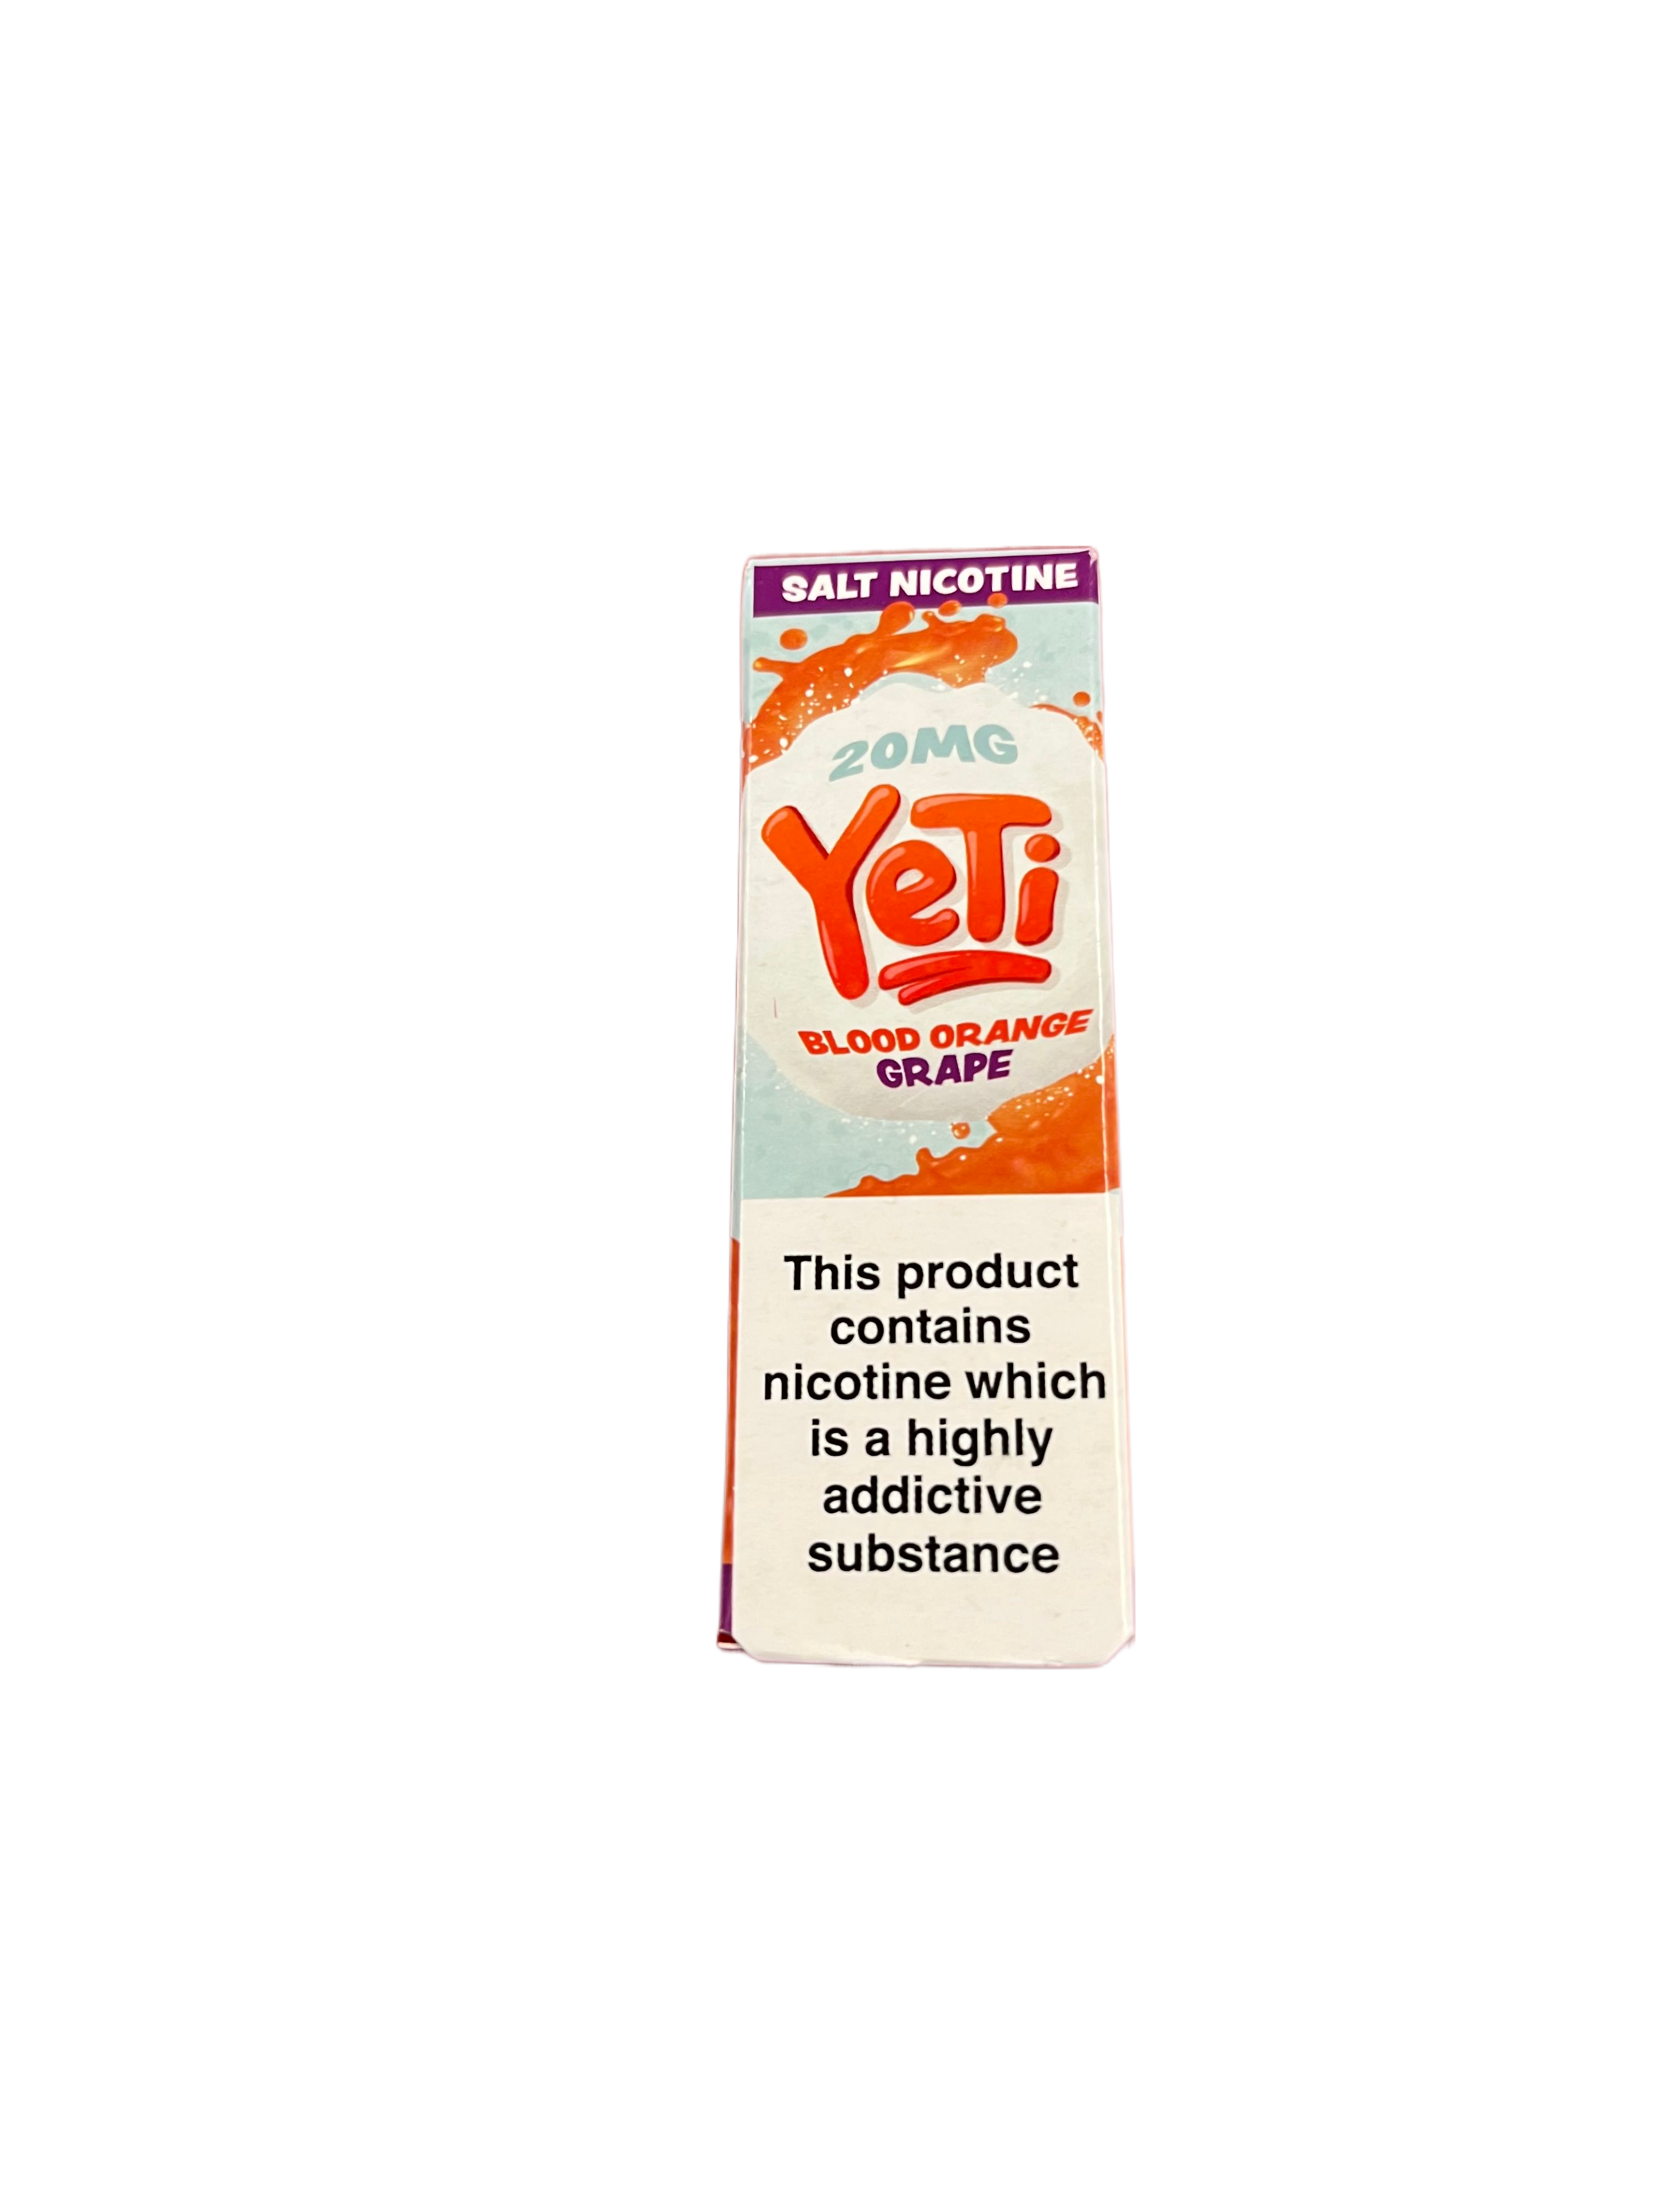 SALT NICOTINE
20MG
YeTi
BLOOD ORANGE
GRAPE
This product
contains
nicotine which
is a highly
addictive
substance